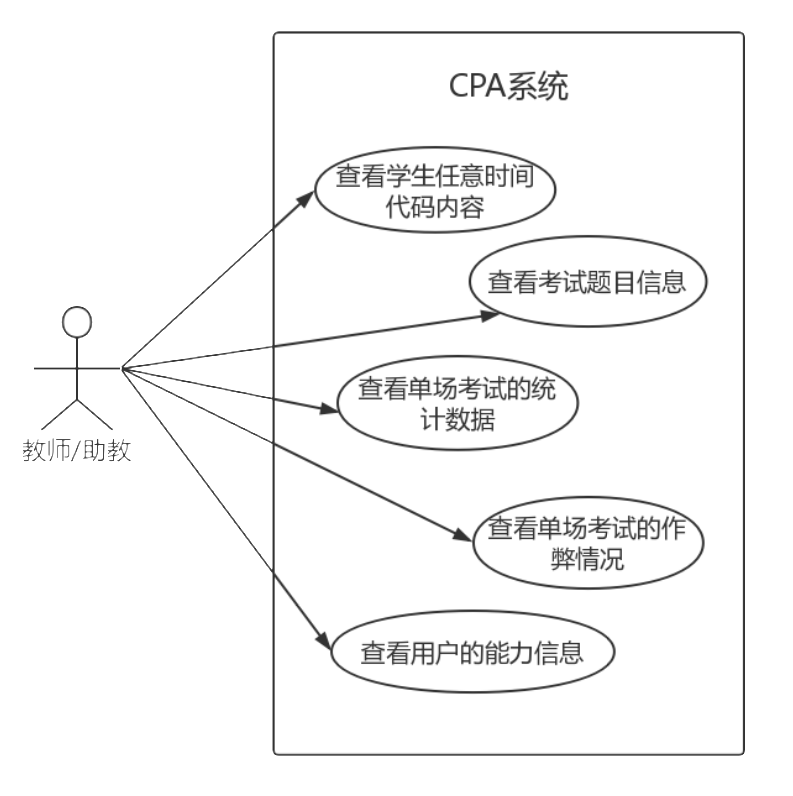 CPA系统
查看学生任意时间
代码内容
查看考试题目信息
查看单场考试的统
计数据
教师/助教
查看单场考试的作
弊情况
查看用户的能力信息